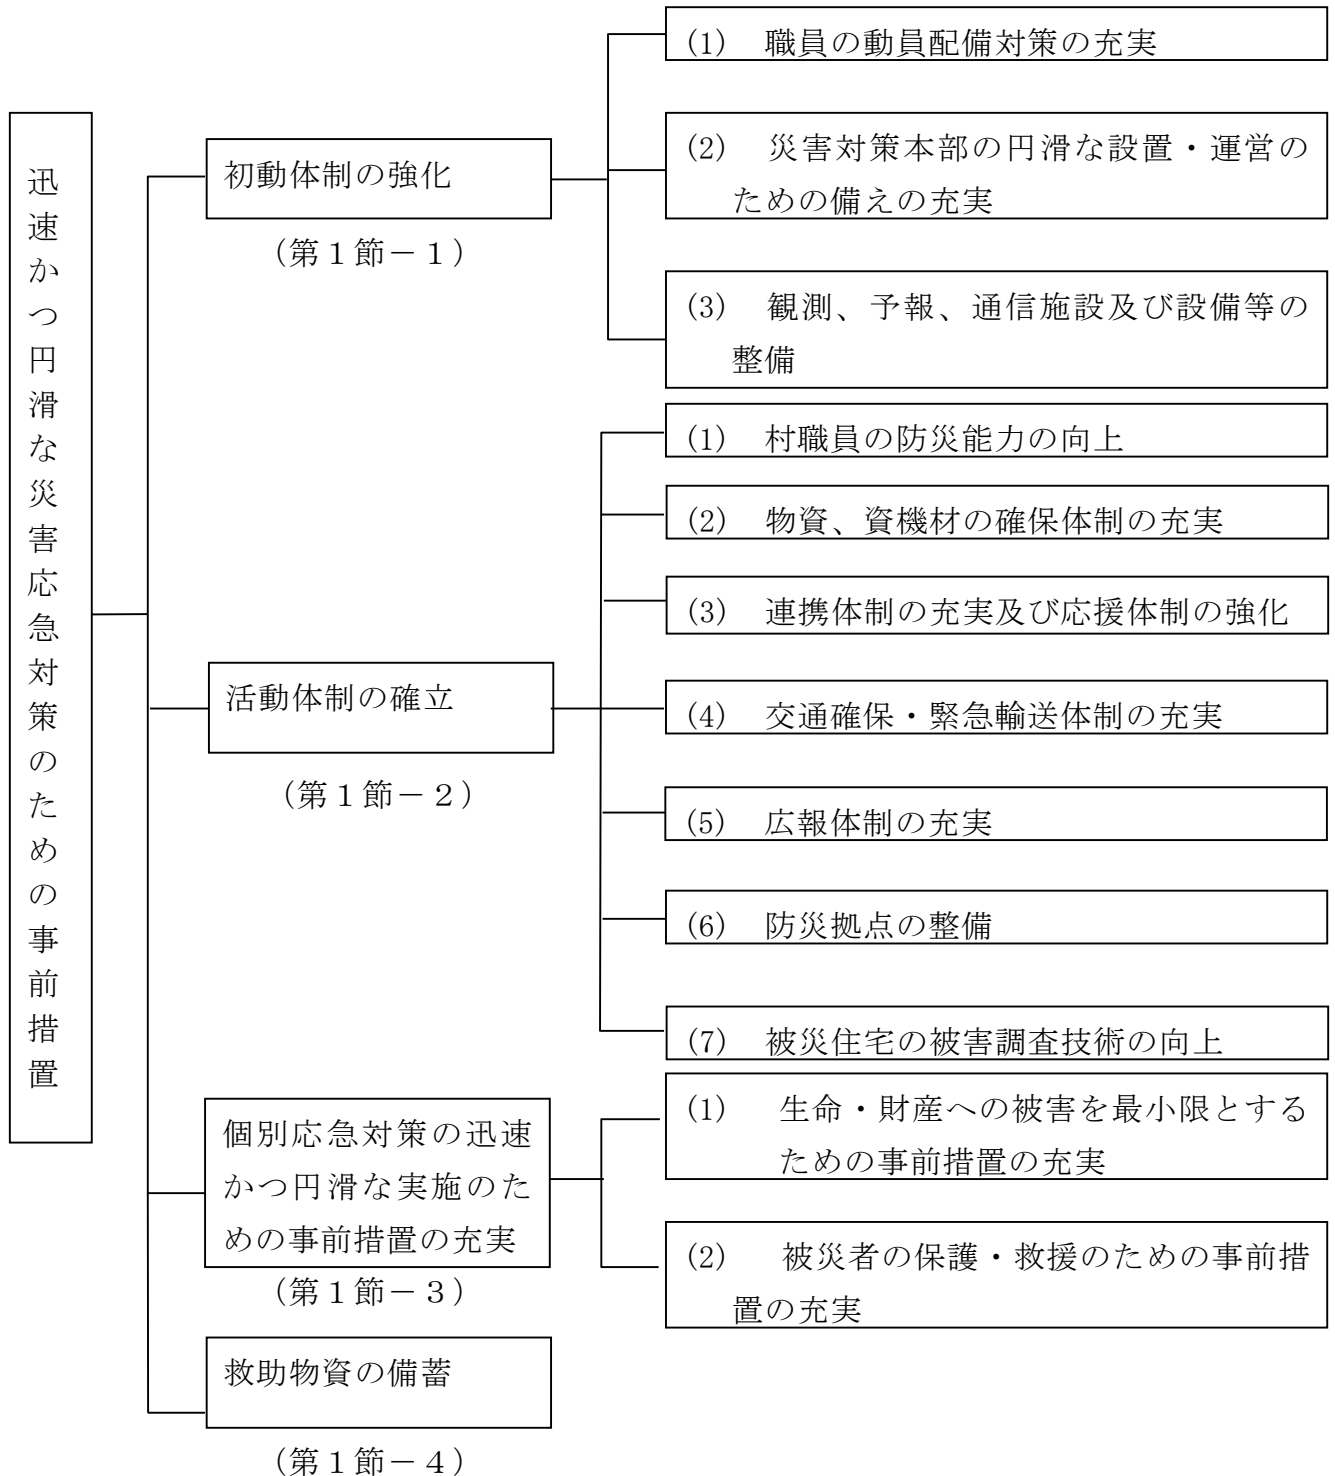 迅速かつ円滑な災害応急対策のための事前措置
初動体制の強化
（第１節－１）
(1)　職員の動員配備対策の充実
(2)　災害対策本部の円滑な設置・運営の
ための備えの充実
(3)　観測、予報、通信施設及び設備等の
整備
活動体制の確立
（第１節－２）
(1)　村職員の防災能力の向上
(2)　物資、資機材の確保体制の充実
(3)　連携体制の充実及び応援体制の強化
(4)　交通確保・緊急輸送体制の充実
(5)　広報体制の充実
(6)　防災拠点の整備
(7)　被災住宅の被害調査技術の向上
個別応急対策の迅速
かつ円滑な実施のた
めの事前措置の充実
（第１節－３）
(1)　生命・財産への被害を最小限とする
ための事前措置の充実
(2)　被災者の保護・救援のための事前措
置の充実
救助物資の備蓄
（第１節－４）